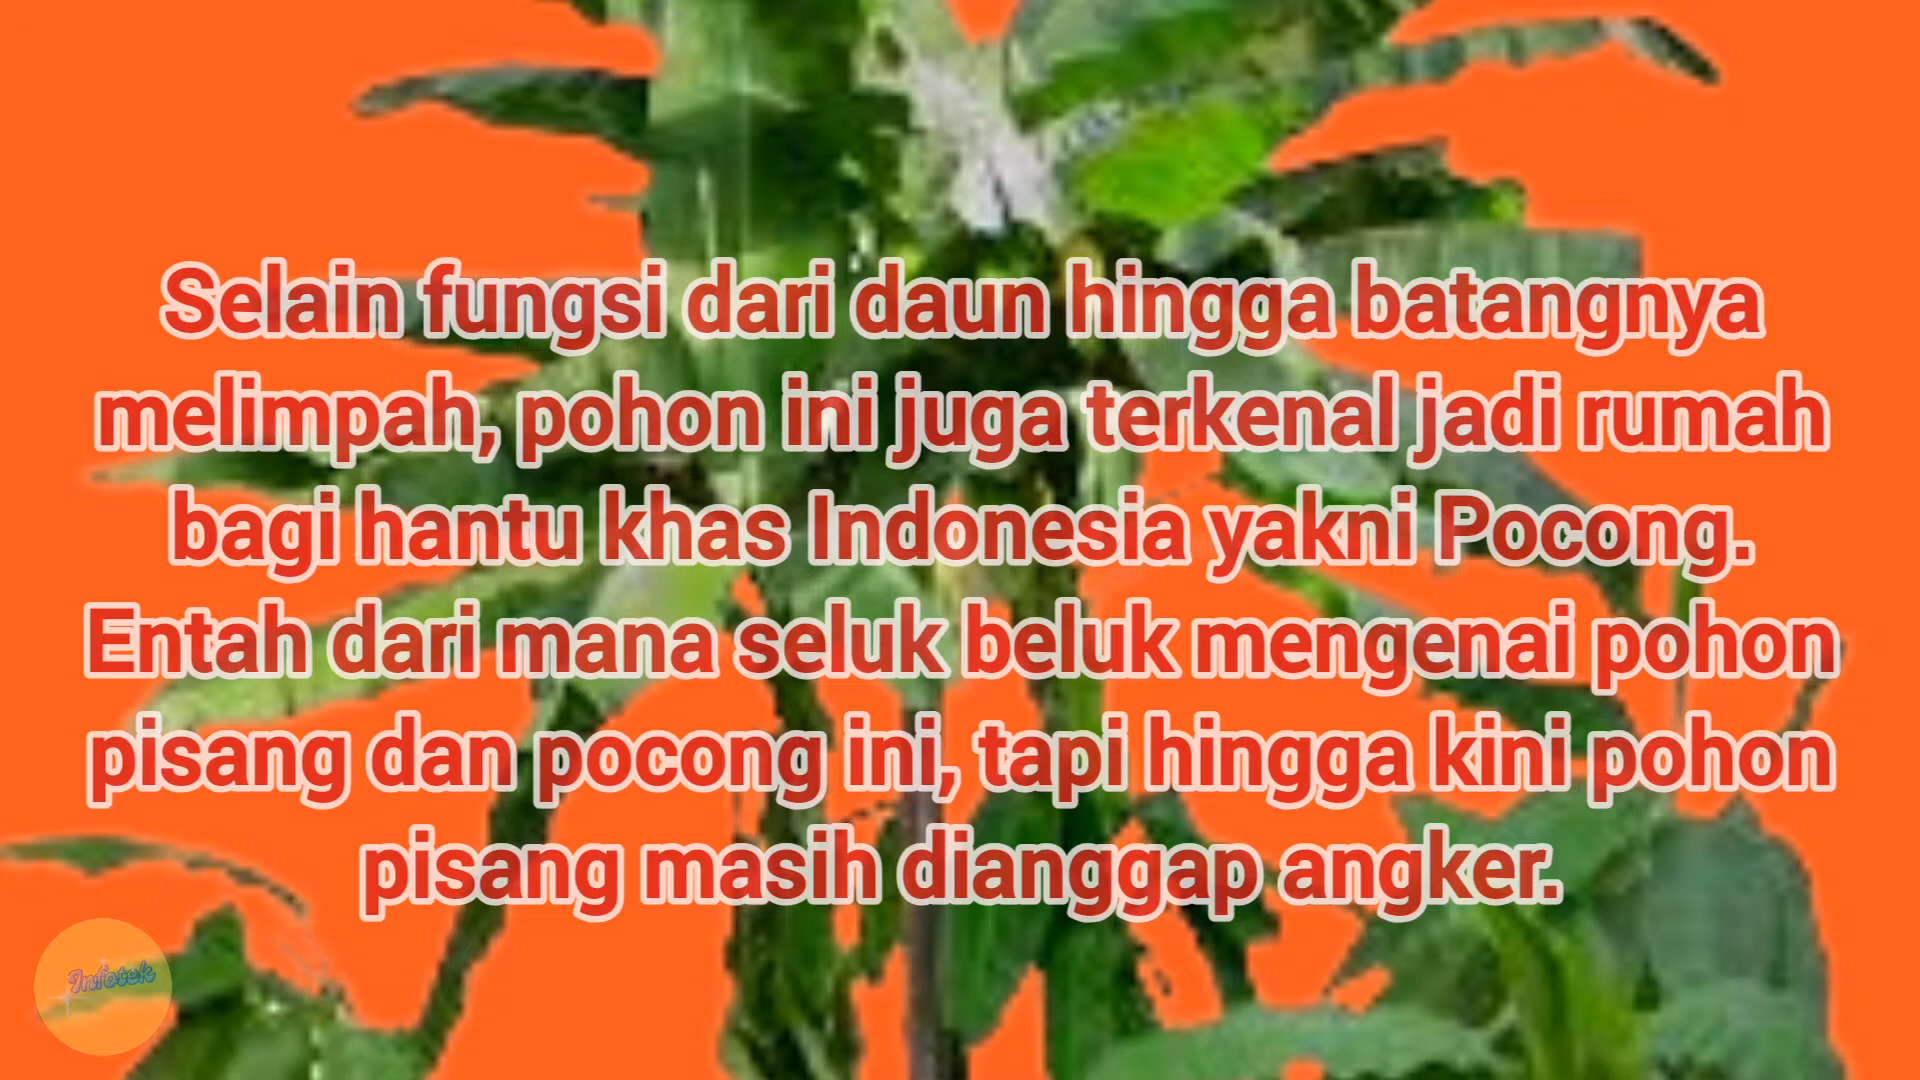 Selain fungsi dari daun hingga batangnya
melimpah, pohon ini juga terkenal jadi rumah
bagi hantu khas Indonesia yakni Pocong.
Entah dari mana seluk beluk mengenai pohon
pisang dan pocong ini, tapi hingga kini pohon
pisang masih dianggap angker.
Infotek